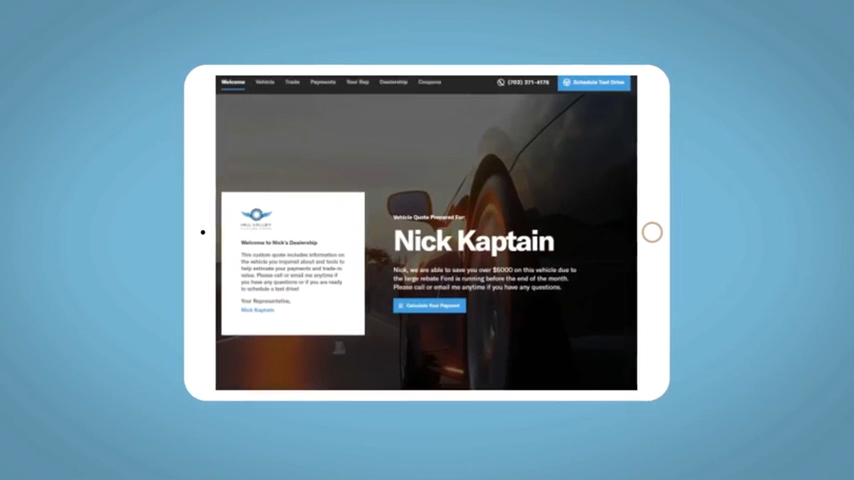 Welcome Vehicle Trade Payments Your Rep Dealership Coupons (702) 371-4176 Schedule Test Drive
Vehicle Quote Prepared For:
Nick Kaptain
Nick, we are able to save you over $6000 on this vehicle due to
the large rebate Ford is running before the end of the month.
Please call or email me anytime if you have any questions.
Calculate Your Payment
Welcome to Nick's Dealership
This custom quote includes information on
the vehicle you inquired about and tools to
help estimate your payments and trade-in
value. Please call or email me anytime if
you have any questions or if you are ready
to schedule a test drive!
Your Representative,
Nick Kaptain